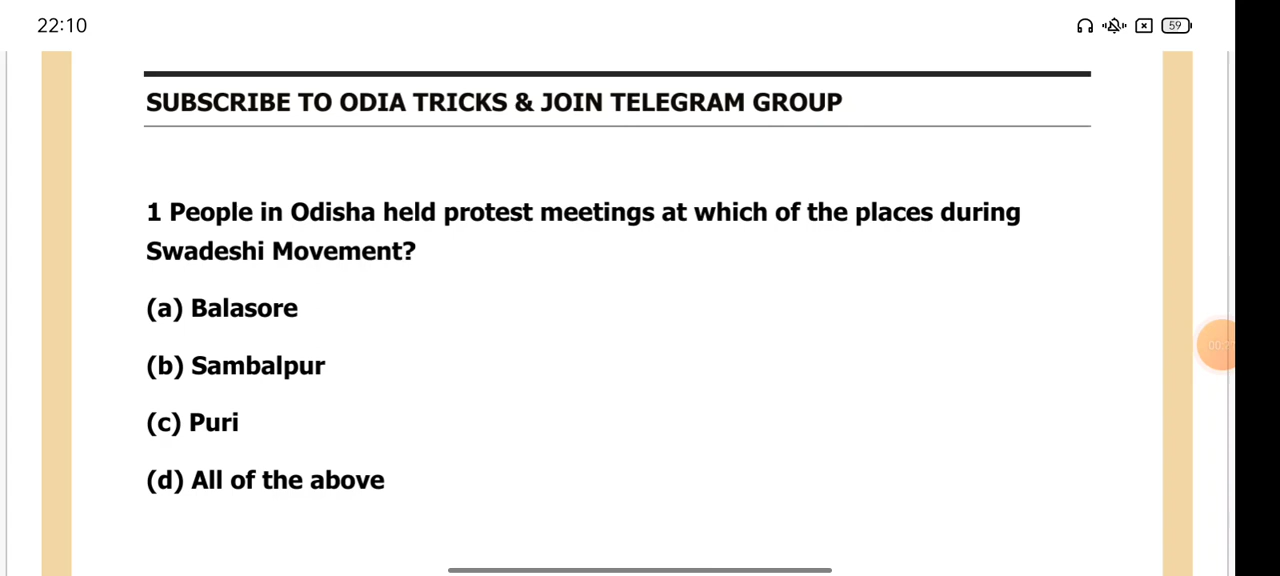 22:10
59
SUBSCRIBE TO ODIA TRICKS & JOIN TELEGRAM GROUP
1 People in Odisha held protest meetings at which of the places during
Swadeshi Movement?
(a) Balasore
(b) Sambalpur
(c) Puri
(d) All of the above